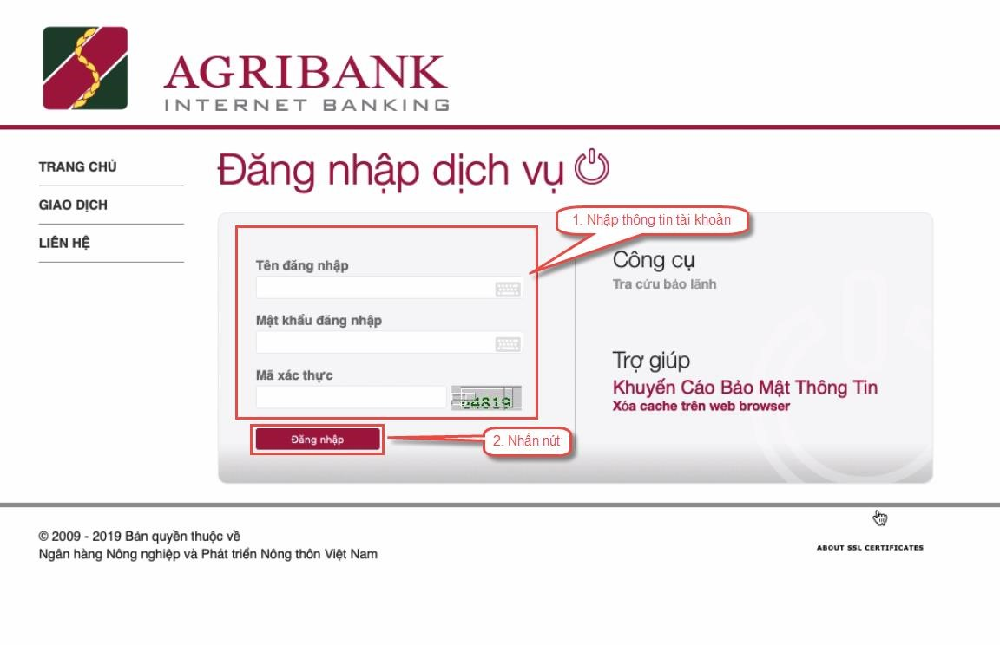 AGRIBANK
INTERNET BANKING
TRANG CHỦ
GIAO DỊCH
LIÊN HỆ
Đăng nhập dịch vụ
1. Nhập thông tin tài khoản
Tên đăng nhập
Mật khẩu đăng nhập
Mã xác thực
Đăng nhập
2. Nhấn nút
Công cụ
Tra cứu bảo lãnh
Trợ giúp
Khuyến Cáo Bảo Mật Thông Tin
Xóa cache trên web browser
© 2009 - 2019 Bản quyền thuộc về
Ngân hàng Nông nghiệp và Phát triển Nông thôn Việt Nam
ABOUT SSL CERTIFICATES